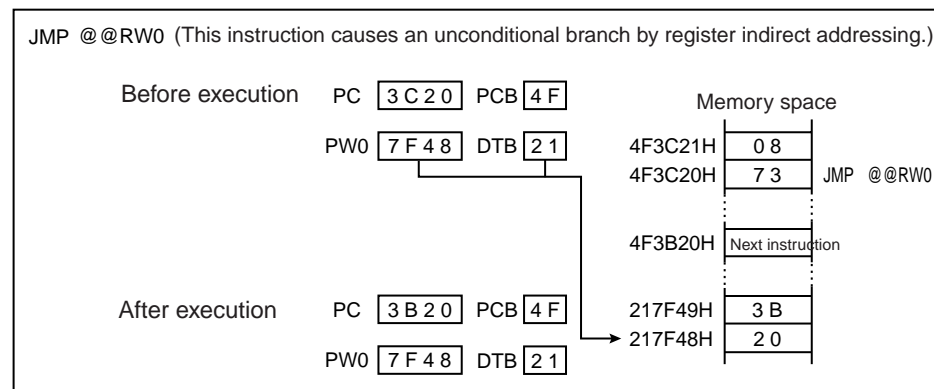 JMP @@RW0 (This instruction causes an unconditional branch by register indirect addressing.)
Before execution PC 3C20 PCB 4F
Memory space
PW0 7F48 DTB 21
4F3C21H 08
4F3C20H 73 JMP @@RW0
4F3B20H Next instruction
After execution PC 3B20 PCB 4F
217F49H 3B
217F48H 20
PW0 7F48 DTB 21